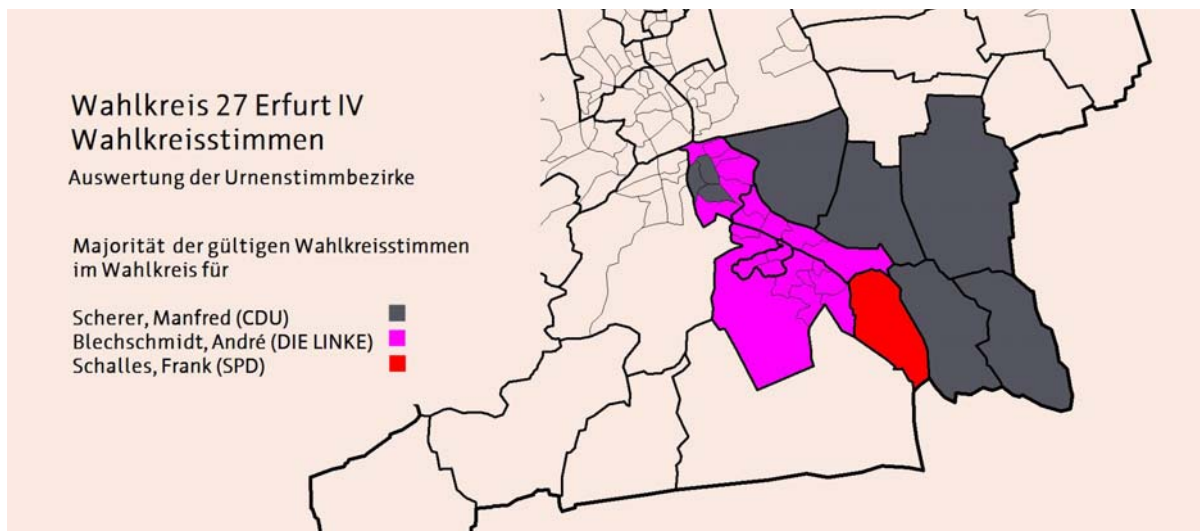 Wahlkreis 27 Erfurt IV
Wahlkreisstimmen
Auswertung der Urnenstimmbezirke
Majorität der gültigen Wahlkreisstimmen
im Wahlkreis für
Scherer, Manfred (CDU)
Blechschmidt, André (DIE LINKE)
Schalles, Frank (SPD)